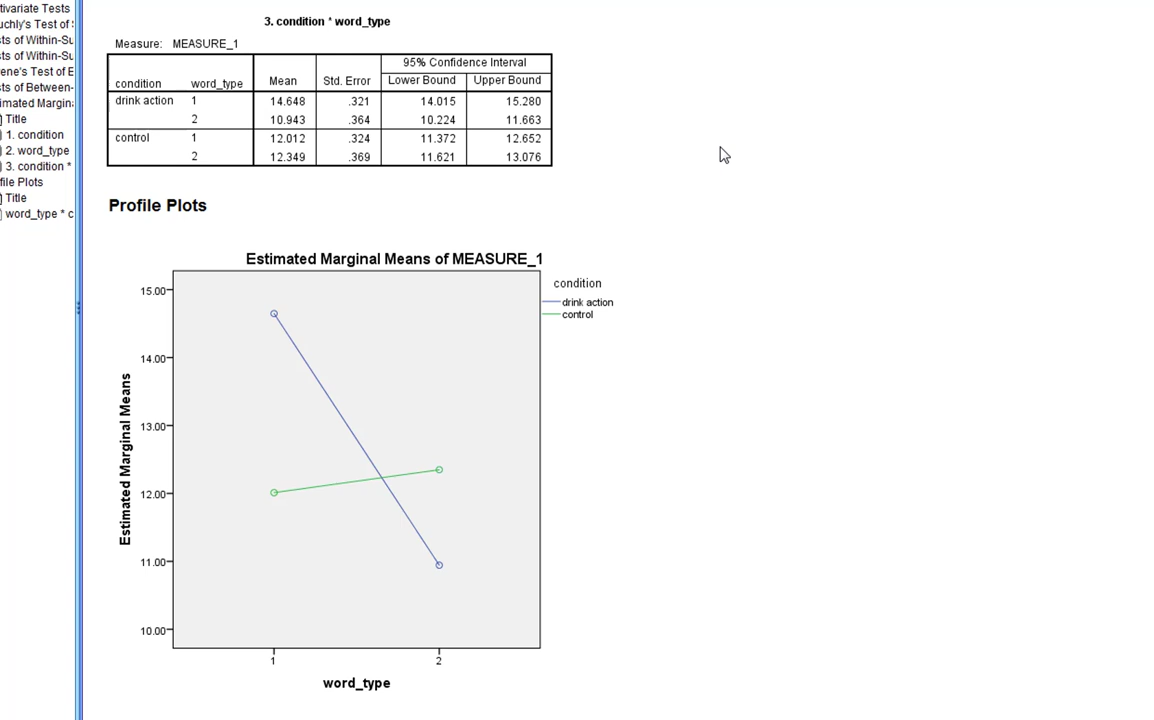 tivariate Tests
uchly's Test of
sts of Within-Su
sts of Within-Su
ene's Test of E
sts of Between-
imated Margin
Title
1. condition
2. word_type
3. condition *
file Plots
Title
word_type * c
3. condition * word_type
Measure: MEASURE_1
condition word_type Mean Std. Error 95% Confidence Interval
Lower Bound Upper Bound
drink action 1 14.648 .321 14.015 15.280
2 10.943 .364 10.224 11.663
control 1 12.012 .324 11.372 12.652
2 12.349 .369 11.621 13.076
Profile Plots
Estimated Marginal Means of MEASURE_1
condition
drink action
control
Estimated Marginal Means
15.00
14.00
13.00
12.00
11.00
10.00
1 2
word_type